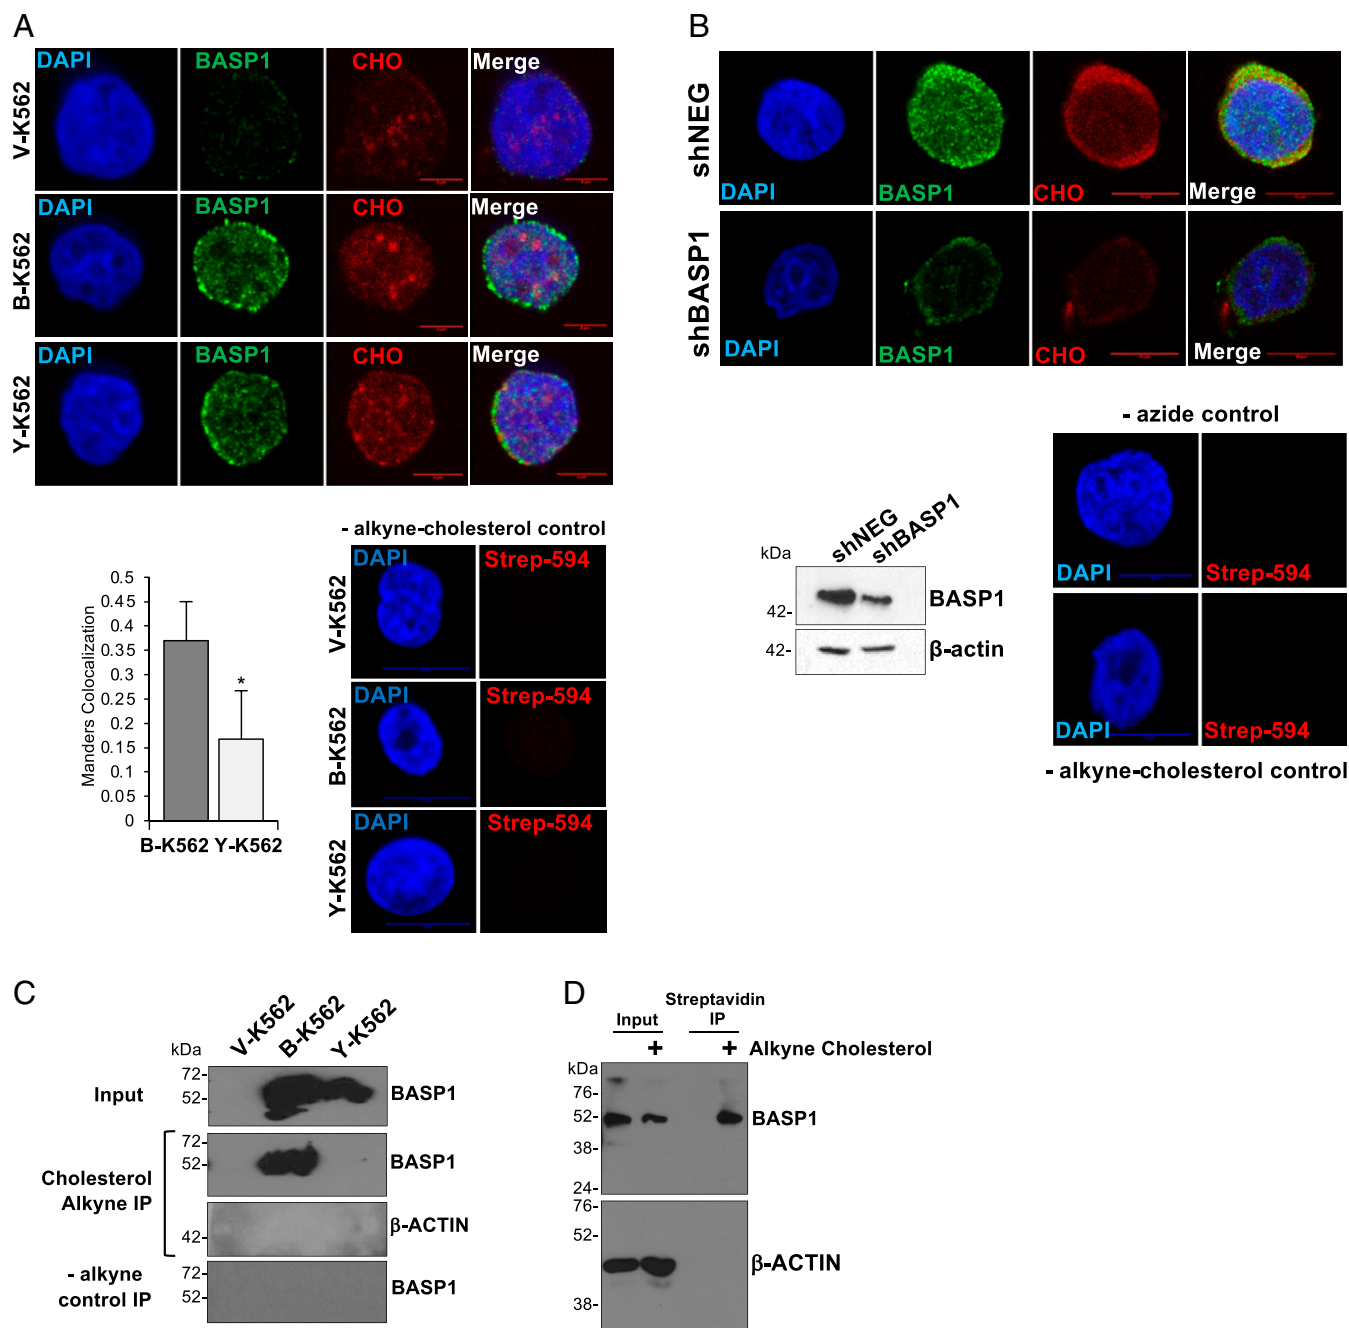 A
DAPI BASP1 CHO Merge
V-K562
DAPI BASP1 CHO Merge
B-K562
DAPI BASP1 CHO Merge
Y-K562
Manders Colocalization
0.5
0.45
0.4
0.35
0.3
0.25
0.2
0.15
0.1
0.05
0
*
B-K562 Y-K562
- alkyne-cholesterol control
DAPI Strep-594
V-K562
DAPI Strep-594
B-K562
DAPI Strep-594
Y-K562
B
shNEG
DAPI BASP1 CHO Merge
shBASP1
DAPI BASP1 CHO Merge
kDa shNEG shBASP1
42- BASP1
42- β-actin
- azide control
DAPI Strep-594
DAPI Strep-594
- alkyne-cholesterol control
C
kDa V-K562 B-K562 Y-K562
Input
72-
52-
BASP1
Cholesterol
Alkyne IP
72-
52-
BASP1
42-
β-ACTIN
- alkyne
control IP
72-
52-
BASP1
D
Input
Streptavidin
IP
+ + Alkyne Cholesterol
kDa
76-
52-
38-
24-
BASP1
76-
52-
38-
β-ACTIN